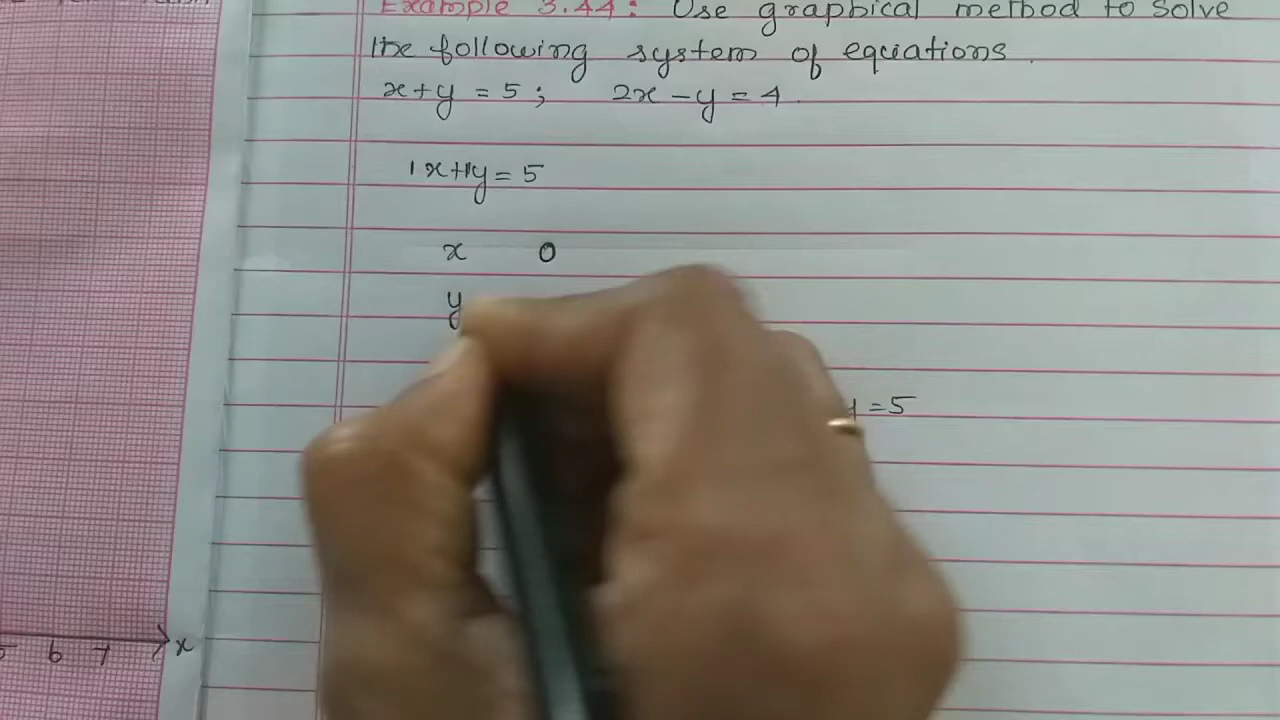 Example 3.44: Use graphical method to solve
the following system of equations.
x+y = 5; 2x-y = 4.
1x+1y = 5
x 0
y
y = 5
5 6 7 x